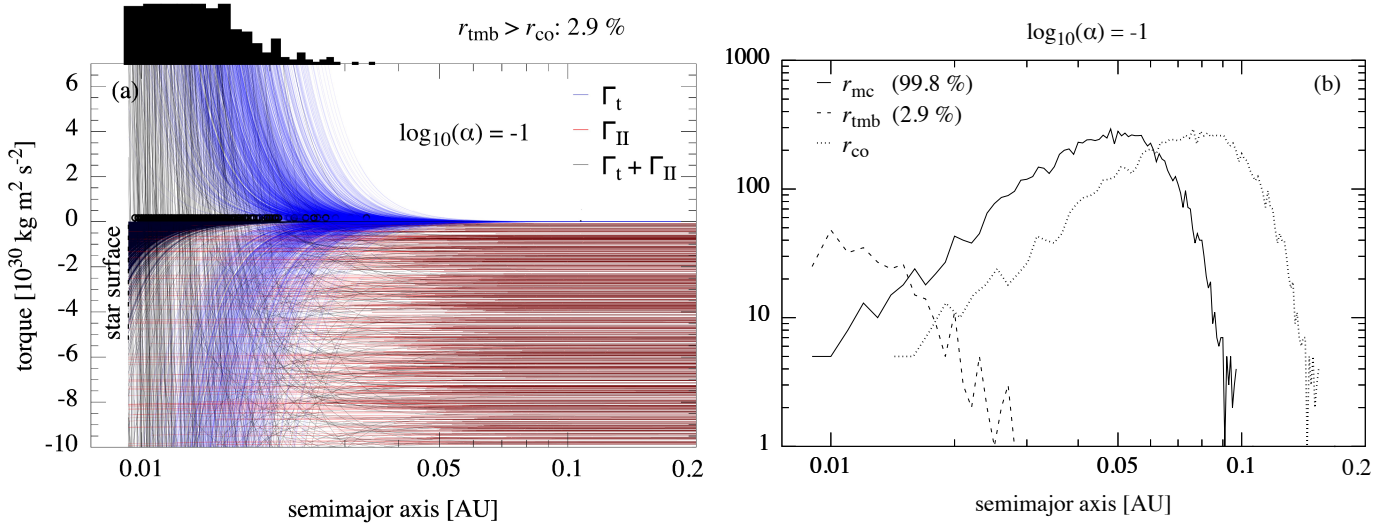 r_tmb > r_co: 2.9 %
(a)
log₁₀(α) = -1
Γ_t
Γ_II
Γ_t + Γ_II
6
4
2
0
-2
-4
-6
-8
-10
torque [10³⁰ kg m² s⁻²]
star surface
0.01 0.05 0.1 0.2
semimajor axis [AU]
log₁₀(α) = -1
(b)
r_mc (99.8 %)
r_tmb (2.9 %)
r_co
1000
100
10
1
0.01 0.05 0.1 0.2
semimajor axis [AU]